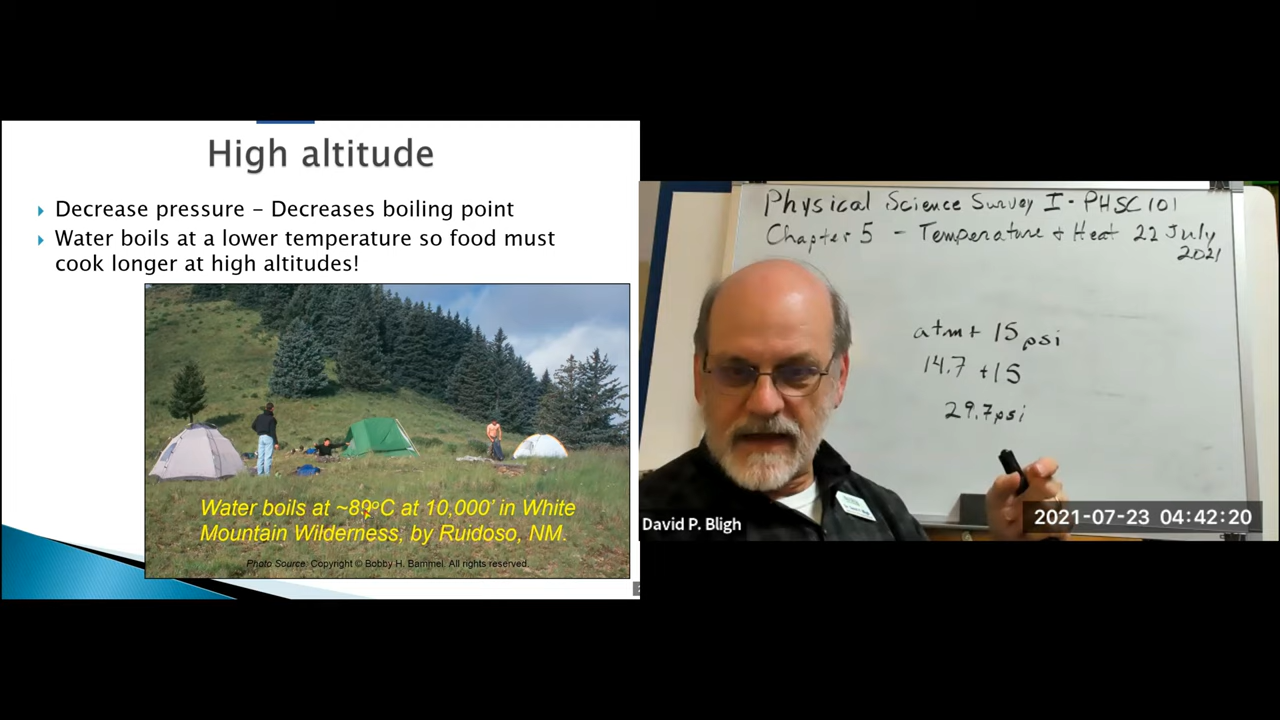 High altitude
Decrease pressure – Decreases boiling point
Water boils at a lower temperature so food must
cook longer at high altitudes!
Water boils at ~89°C at 10,000' in White
Mountain Wilderness, by Ruidoso, NM.
Photo Source: Copyright © Bobby H. Bammel. All rights reserved.
Physical Science Survey I - PHSC 101
Chapter 5 - Temperature + Heat 22 July
2021
atm + 15 psi
14.7 + 15
29.7 psi
David P. Bligh
2021-07-23 04:42:20